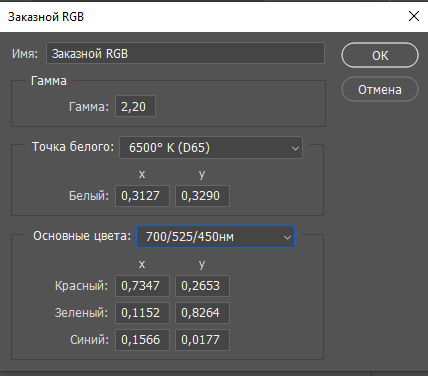 Заказной RGB
Имя: Заказной RGB
ОК
Гамма
Отмена
Гамма: 2,20
Точка белого: 6500° K (D65)
x y
Белый: 0,3127 0,3290
Основные цвета: 700/525/450нм
x y
Красный: 0,7347 0,2653
Зеленый: 0,1152 0,8264
Синий: 0,1566 0,0177